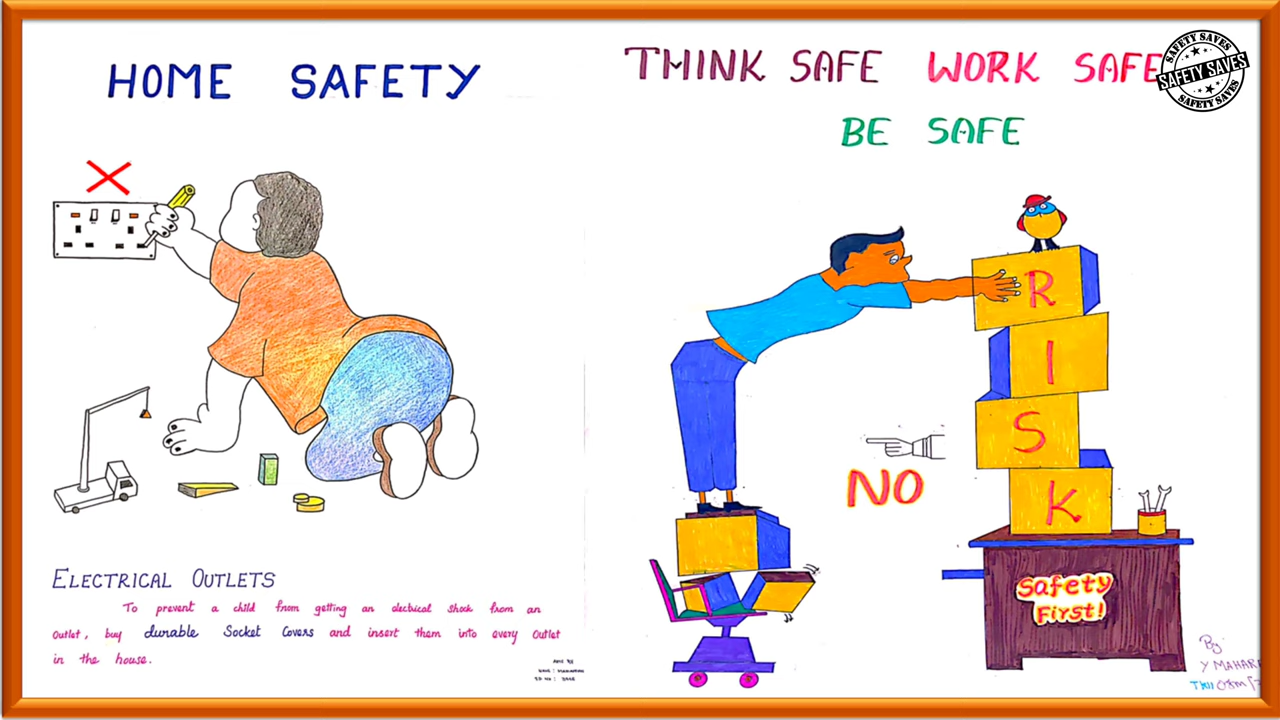 HOME SAFETY
ELECTRICAL OUTLETS
To prevent a child from getting an electrical shock from an
outlet, buy durable Socket Covers and insert them into every outlet
in the house.
THINK SAFE WORK SAFE
BE SAFE
SAFETY SAVES
SAFETY SAVES
SAFETY SAVES
R
I
S
K
NO
Safety
First!
By
Y MAHAR